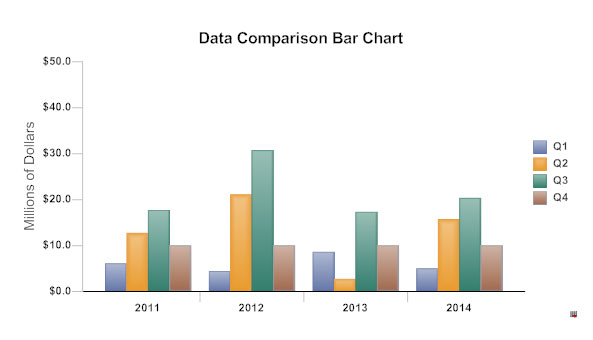 Data Comparison Bar Chart
Millions of Dollars
$50.0
$40.0
$30.0
$20.0
$10.0
$0.0
2011 2012 2013 2014
Q1
Q2
Q3
Q4